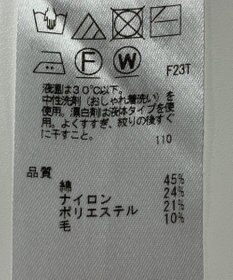 F W
F23T
液温は30℃以下。
中性洗剤(おしゃれ着洗い)を
使用。漂白剤は液体タイプを使
用。よくすすぎ、絞りの後すぐ
に干すこと。
110
品質
綿 45%
ナイロン 24%
ポリエステル 21%
毛 10%